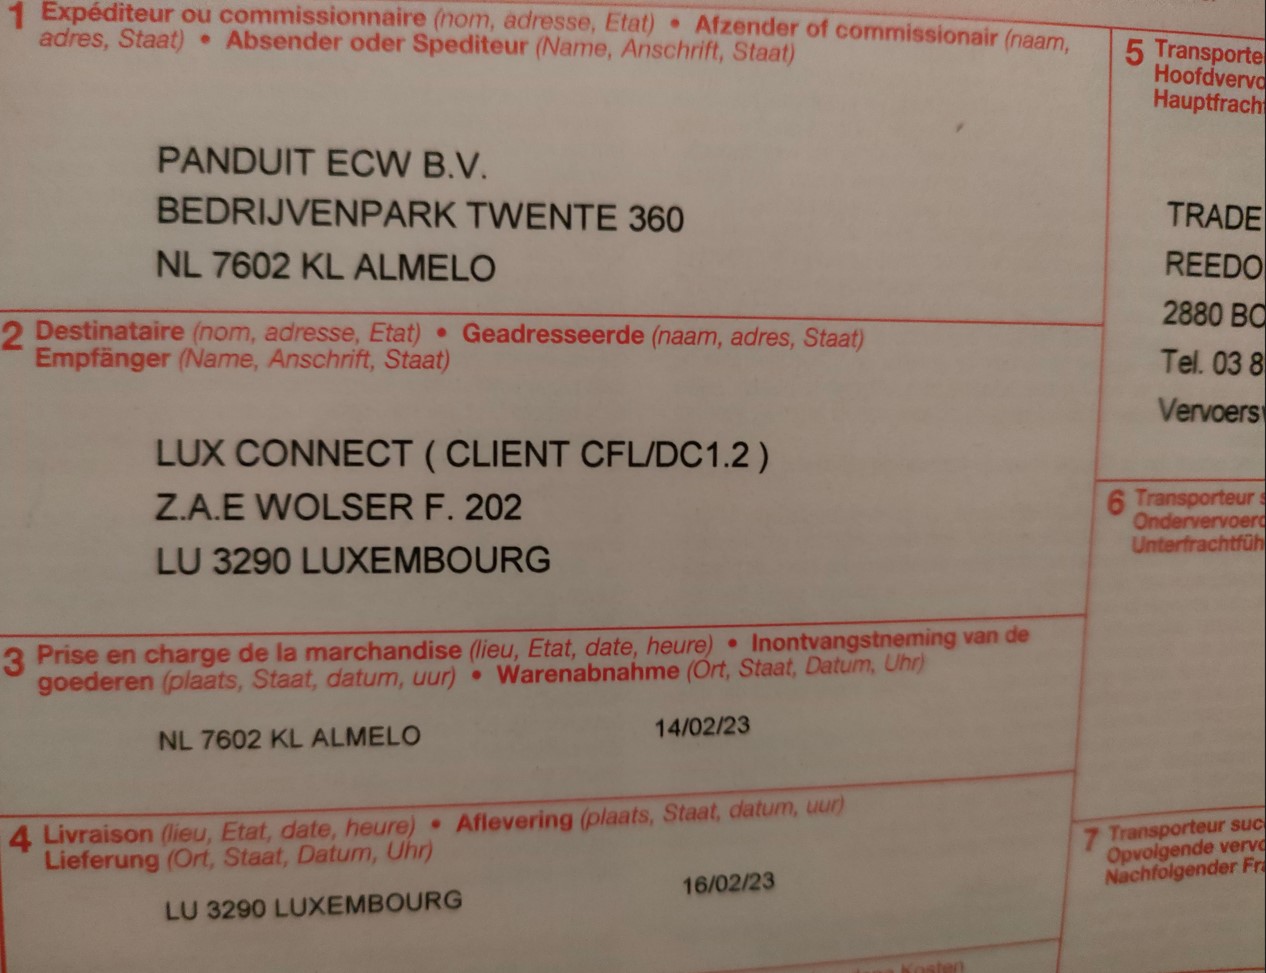 1 Expéditeur ou commissionnaire (nom, adresse, Etat) • Afzender of commissionair (naam,
adres, Staat) • Absender oder Spediteur (Name, Anschrift, Staat)
PANDUIT ECW B.V.
BEDRIJVENPARK TWENTE 360
NL 7602 KL ALMELO
2 Destinataire (nom, adresse, Etat) • Geadresseerde (naam, adres, Staat)
Empfänger (Name, Anschrift, Staat)
LUX CONNECT ( CLIENT CFL/DC1.2 )
Z.A.E WOLSER F. 202
LU 3290 LUXEMBOURG
3 Prise en charge de la marchandise (lieu, Etat, date, heure) • Inontvangstneming van de
goederen (plaats, Staat, datum, uur) • Warenabnahme (Ort, Staat, Datum, Uhr)
NL 7602 KL ALMELO 14/02/23
4 Livraison (lieu, Etat, date, heure) • Aflevering (plaats, Staat, datum, uur)
Lieferung (Ort, Staat, Datum, Uhr)
LU 3290 LUXEMBOURG 16/02/23
Kosten
5 Transporte
Hoofdvervo
Hauptfrach
TRADE
REEDO
2880 BO
Tel. 03 8
Vervoers
6 Transporteur s
Ondervervoerd
Unterfrachtfüh
7 Transporteur suc
Opvolgende vervo
Nachfolgender Fra